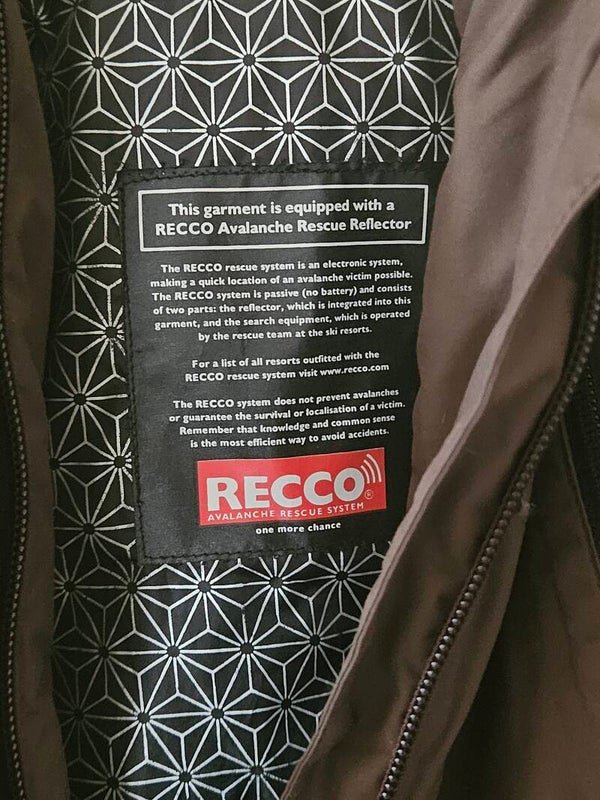 This garment is equipped with a
RECCO Avalanche Rescue Reflector
The RECCO rescue system is an electronic system,
making a quick location of an avalanche victim possible.
The RECCO system is passive (no battery) and consists
of two parts: the reflector, which is integrated into this
garment, and the search equipment, which is operated
by the rescue team at the ski resorts.
For a list of all resorts outfitted with the
RECCO rescue system visit www.recco.com
The RECCO system does not prevent avalanches
or guarantee the survival or localisation of a victim.
Remember that knowledge and common sense
is the most efficient way to avoid accidents.
RECCO®
AVALANCHE RESCUE SYSTEM
one more chance